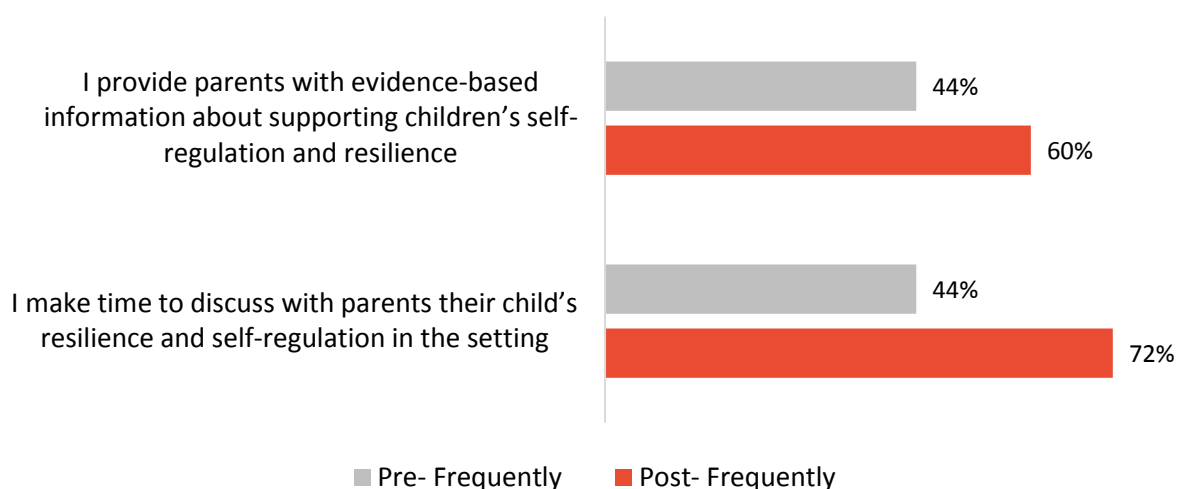 I provide parents with evidence-based
information about supporting children’s self-
regulation and resilience
44%
60%
I make time to discuss with parents their child’s
resilience and self-regulation in the setting
44%
72%
Pre- Frequently
Post- Frequently